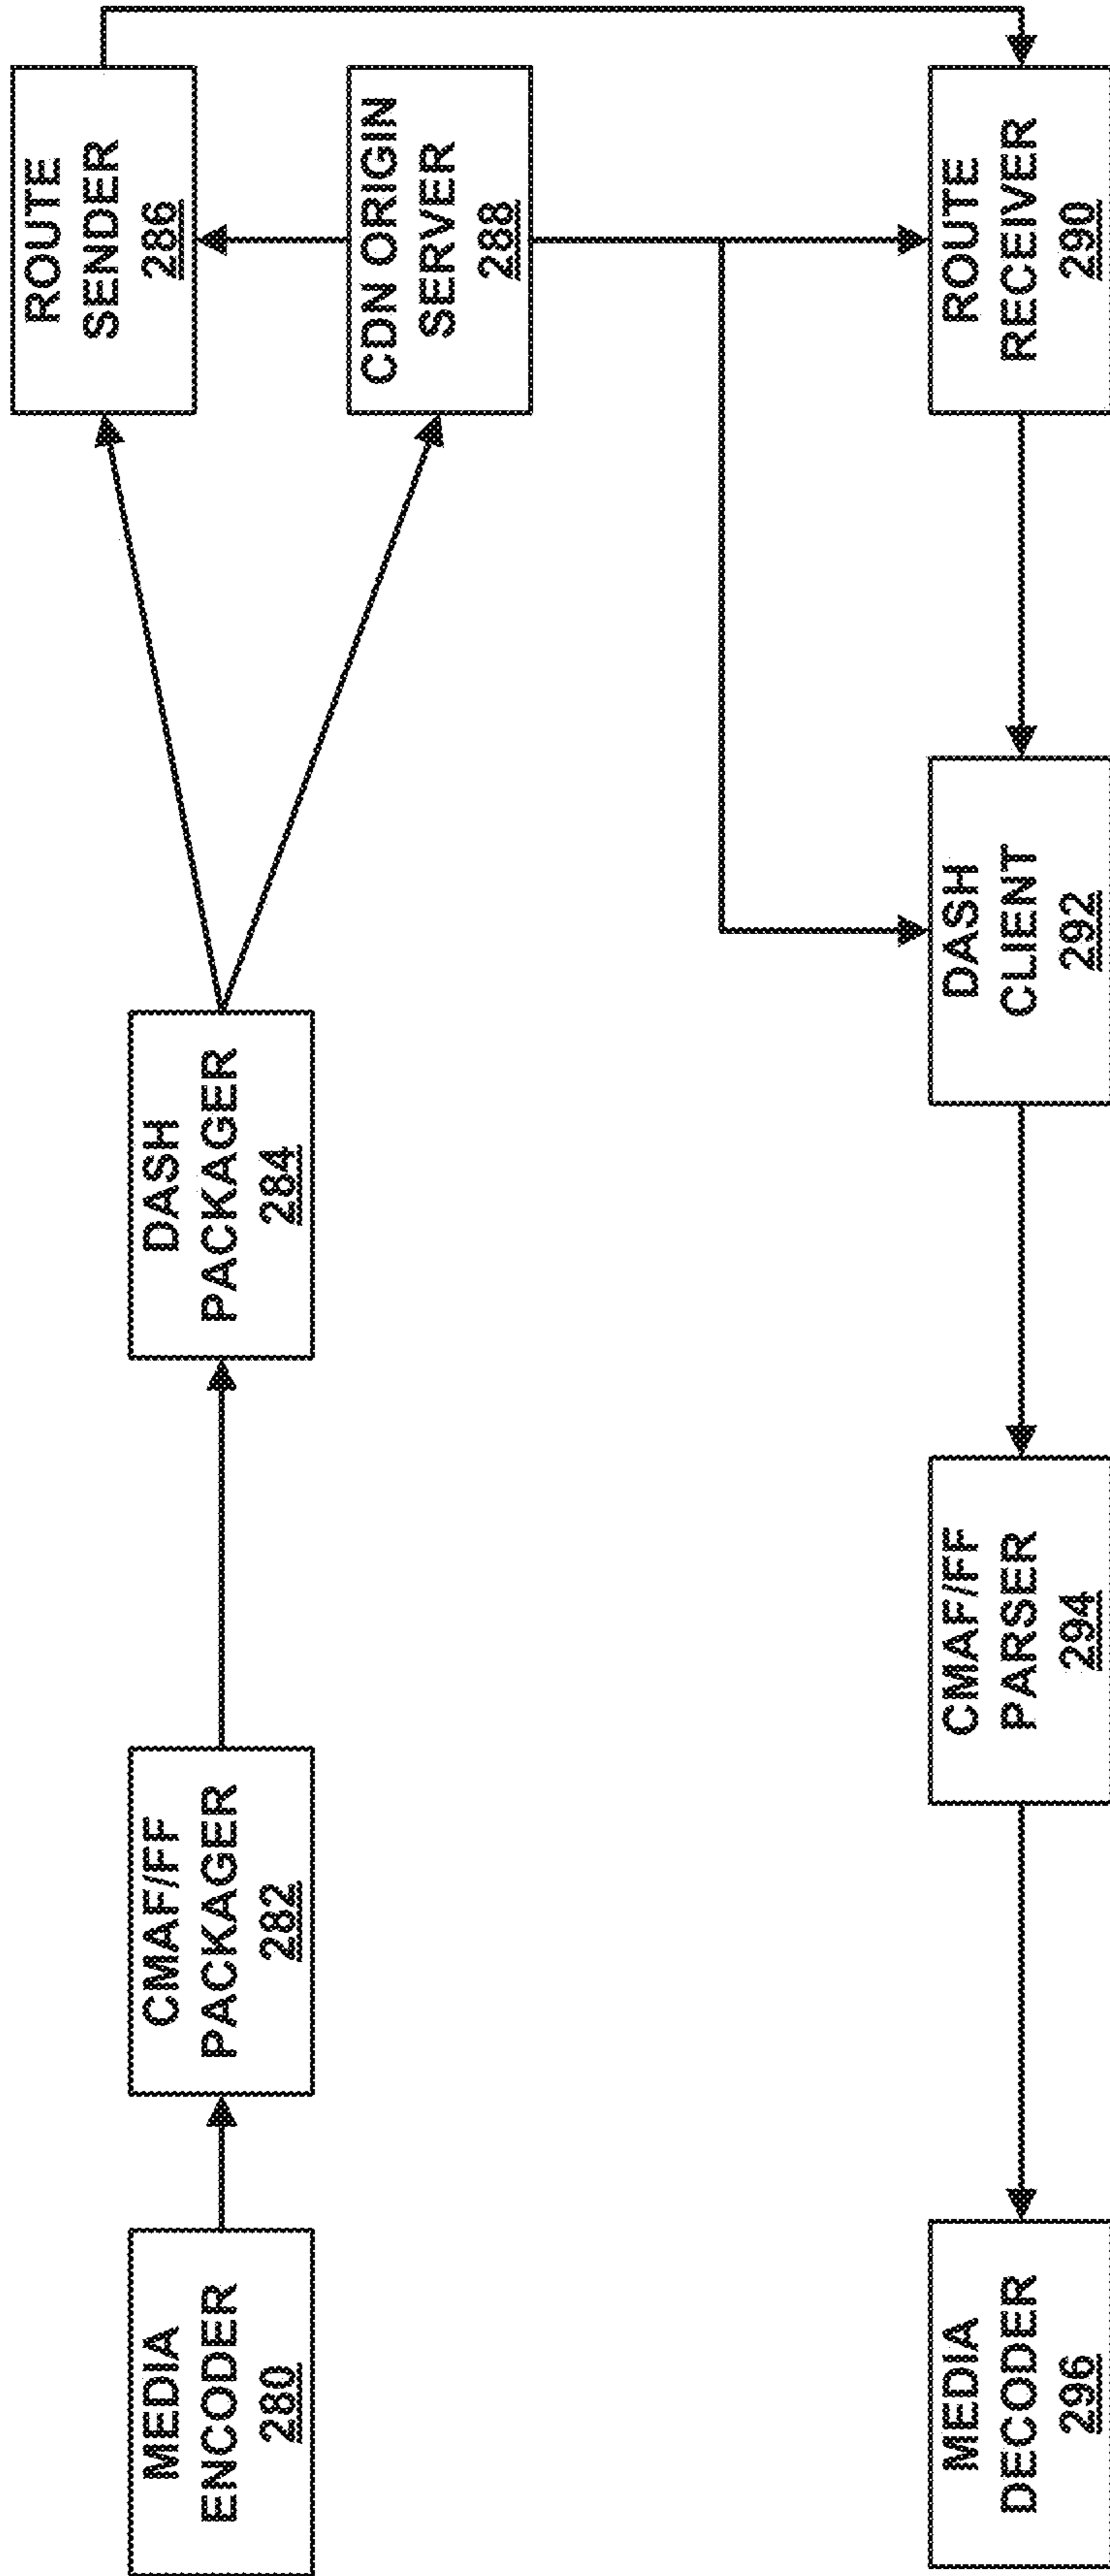 MEDIA
ENCODER
280
CMAF/FF
PACKAGER
282
DASH
PACKAGER
284
ROUTE
SENDER
286
CDN ORIGIN
SERVER
288
MEDIA
DECODER
296
CMAF/FF
PARSER
294
DASH
CLIENT
292
ROUTE
RECEIVER
290